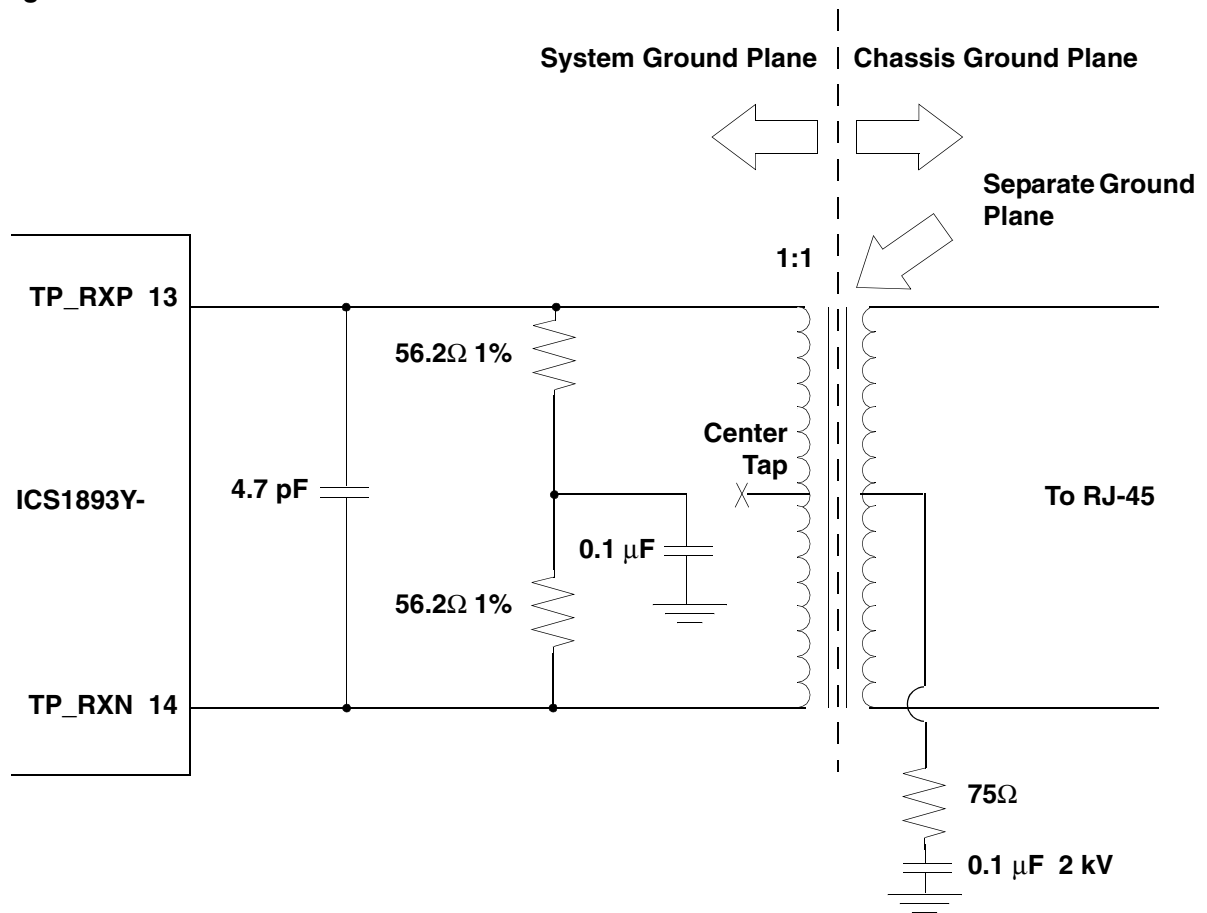 System Ground Plane
Chassis Ground Plane
Separate Ground
Plane
1:1
TP_RXP 13
56.2Ω 1%
Center
Tap
4.7 pF
ICS1893Y-
To RJ-45
0.1 μF
56.2Ω 1%
TP_RXN 14
75Ω
0.1 μF 2 kV